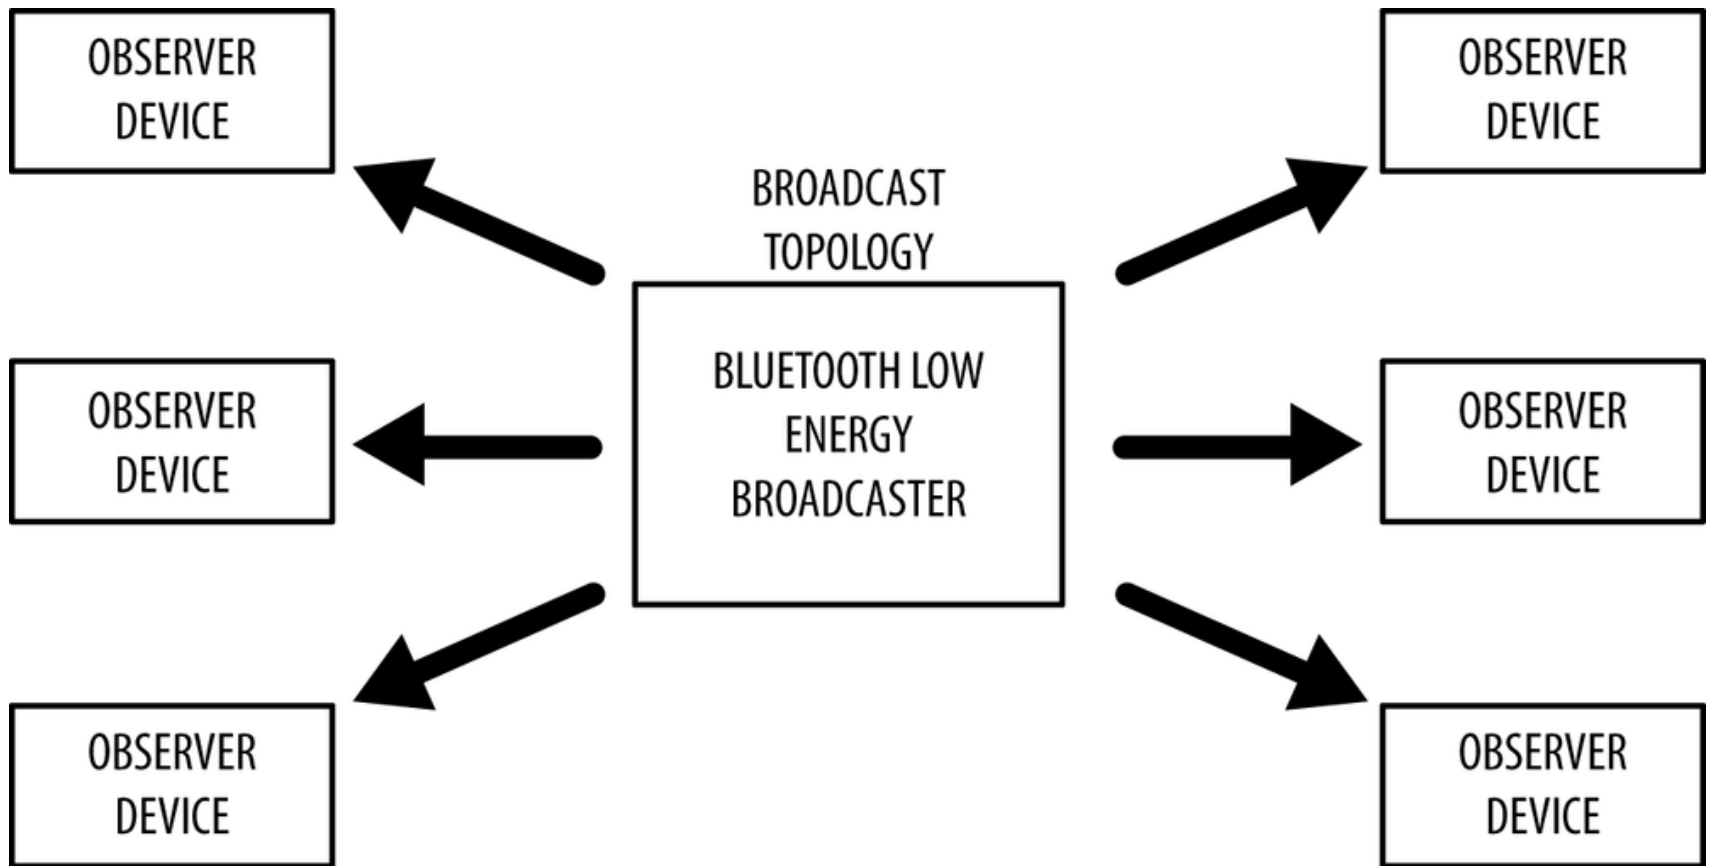 OBSERVER
DEVICE
OBSERVER
DEVICE
BROADCAST
TOPOLOGY
BLUETOOTH LOW
ENERGY
BROADCASTER
OBSERVER
DEVICE
OBSERVER
DEVICE
OBSERVER
DEVICE
OBSERVER
DEVICE